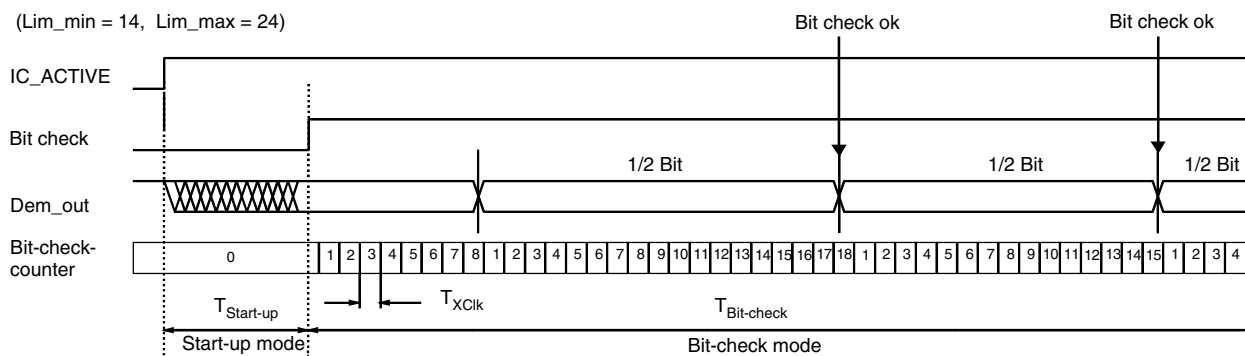 (Lim_min = 14, Lim_max = 24)
Bit check ok
Bit check ok
IC_ACTIVE
Bit check
1/2 Bit
1/2 Bit
1/2 Bit
Dem_out
Bit-check-
counter
0 1 2 3 4 5 6 7 8 1 2 3 4 5 6 7 8 9 10 11 12 13 14 15 16 17 18 1 2 3 4 5 6 7 8 9 10 11 12 13 14 15 1 2 3 4
TStart-up
TXClk
TBit-check
Start-up mode
Bit-check mode